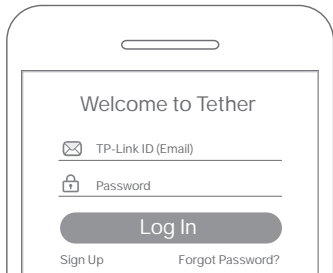 Welcome to Tether
TP-Link ID (Email)
Password
Log In
Sign Up Forgot Password?